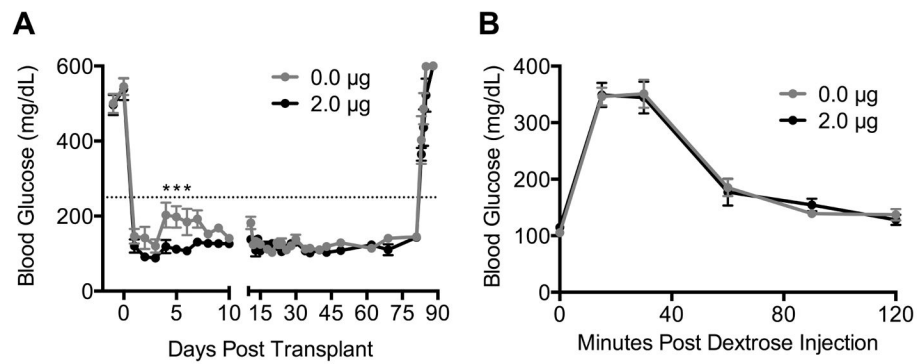 A
Blood Glucose (mg/dL)
600
400
200
0
0.0 µg
2.0 µg
***
0 5 10 15 30 45 60 75 90
Days Post Transplant
B
Blood Glucose (mg/dL)
400
300
200
100
0
0.0 µg
2.0 µg
0 40 80 120
Minutes Post Dextrose Injection